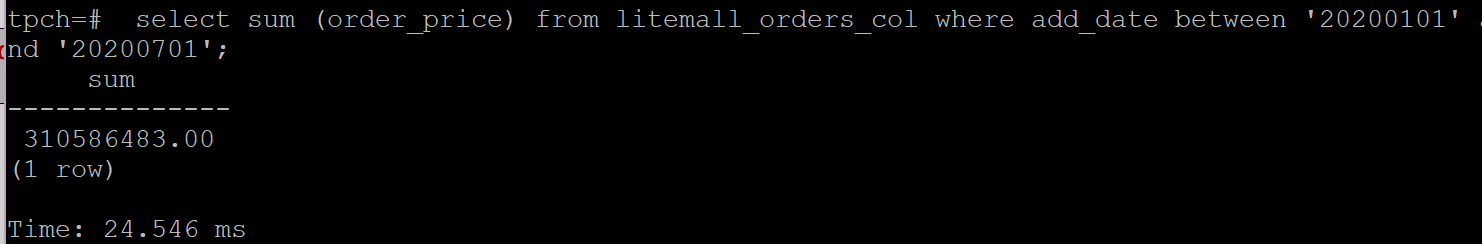 tpch=#  select sum (order_price) from litemall_orders_col where add_date between '20200101' a
nd '20200701';
     sum
--------------
 310586483.00
(1 row)

Time: 24.546 ms